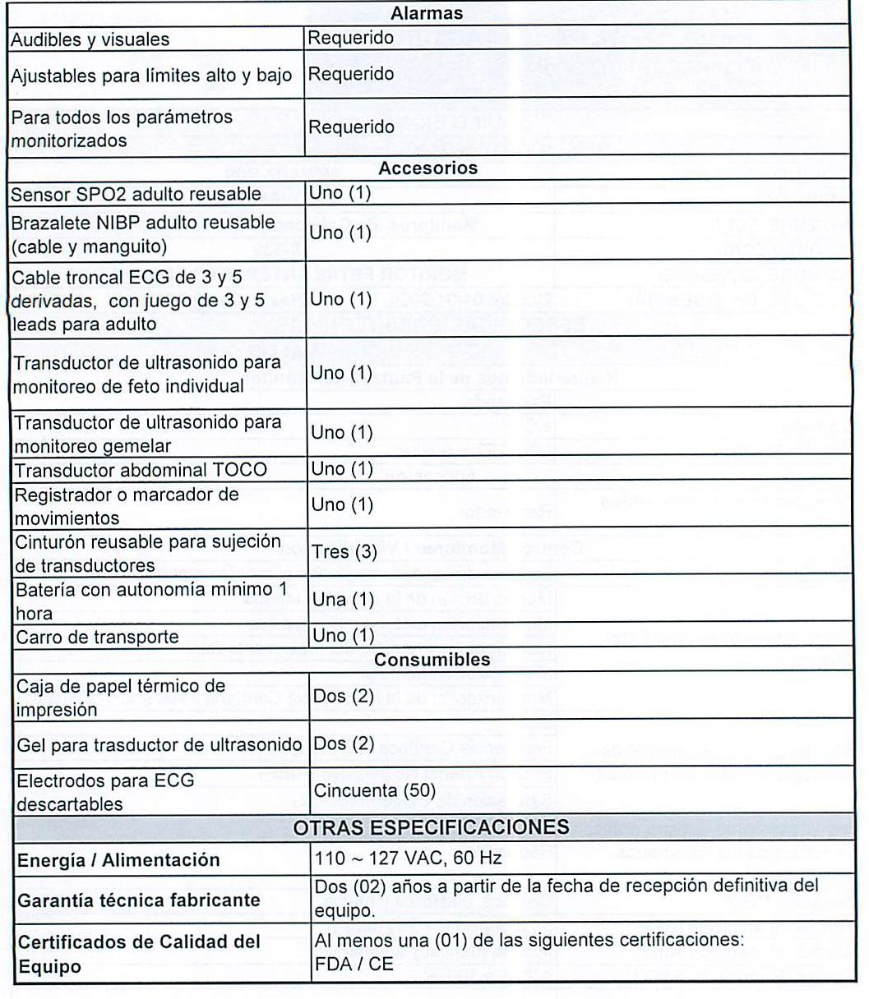 Alarmas
Audibles y visuales Requerido
Ajustables para límites alto y bajo Requerido
Para todos los parámetros
monitorizados
Requerido
Accesorios
Sensor SPO2 adulto reusable Uno (1)
Brazalete NIBP adulto reusable
(cable y manguito)
Uno (1)
Cable troncal ECG de 3 y 5
derivadas, con juego de 3 y 5
leads para adulto
Uno (1)
Transductor de ultrasonido para
monitoreo de feto individual
Uno (1)
Transductor de ultrasonido para
monitoreo gemelar
Uno (1)
Transductor abdominal TOCO Uno (1)
Registrador o marcador de
movimientos
Uno (1)
Cinturón reusable para sujeción
de transductores
Tres (3)
Batería con autonomía mínimo 1
hora
Una (1)
Carro de transporte Uno (1)
Consumibles
Caja de papel térmico de
impresión
Dos (2)
Gel para trasductor de ultrasonido Dos (2)
Electrodos para ECG
descartables
Cincuenta (50)
OTRAS ESPECIFICACIONES
Energía / Alimentación 110 ~ 127 VAC, 60 Hz
Garantía técnica fabricante
Dos (02) años a partir de la fecha de recepción definitiva del
equipo.
Certificados de Calidad del
Equipo
Al menos una (01) de las siguientes certificaciones:
FDA / CE